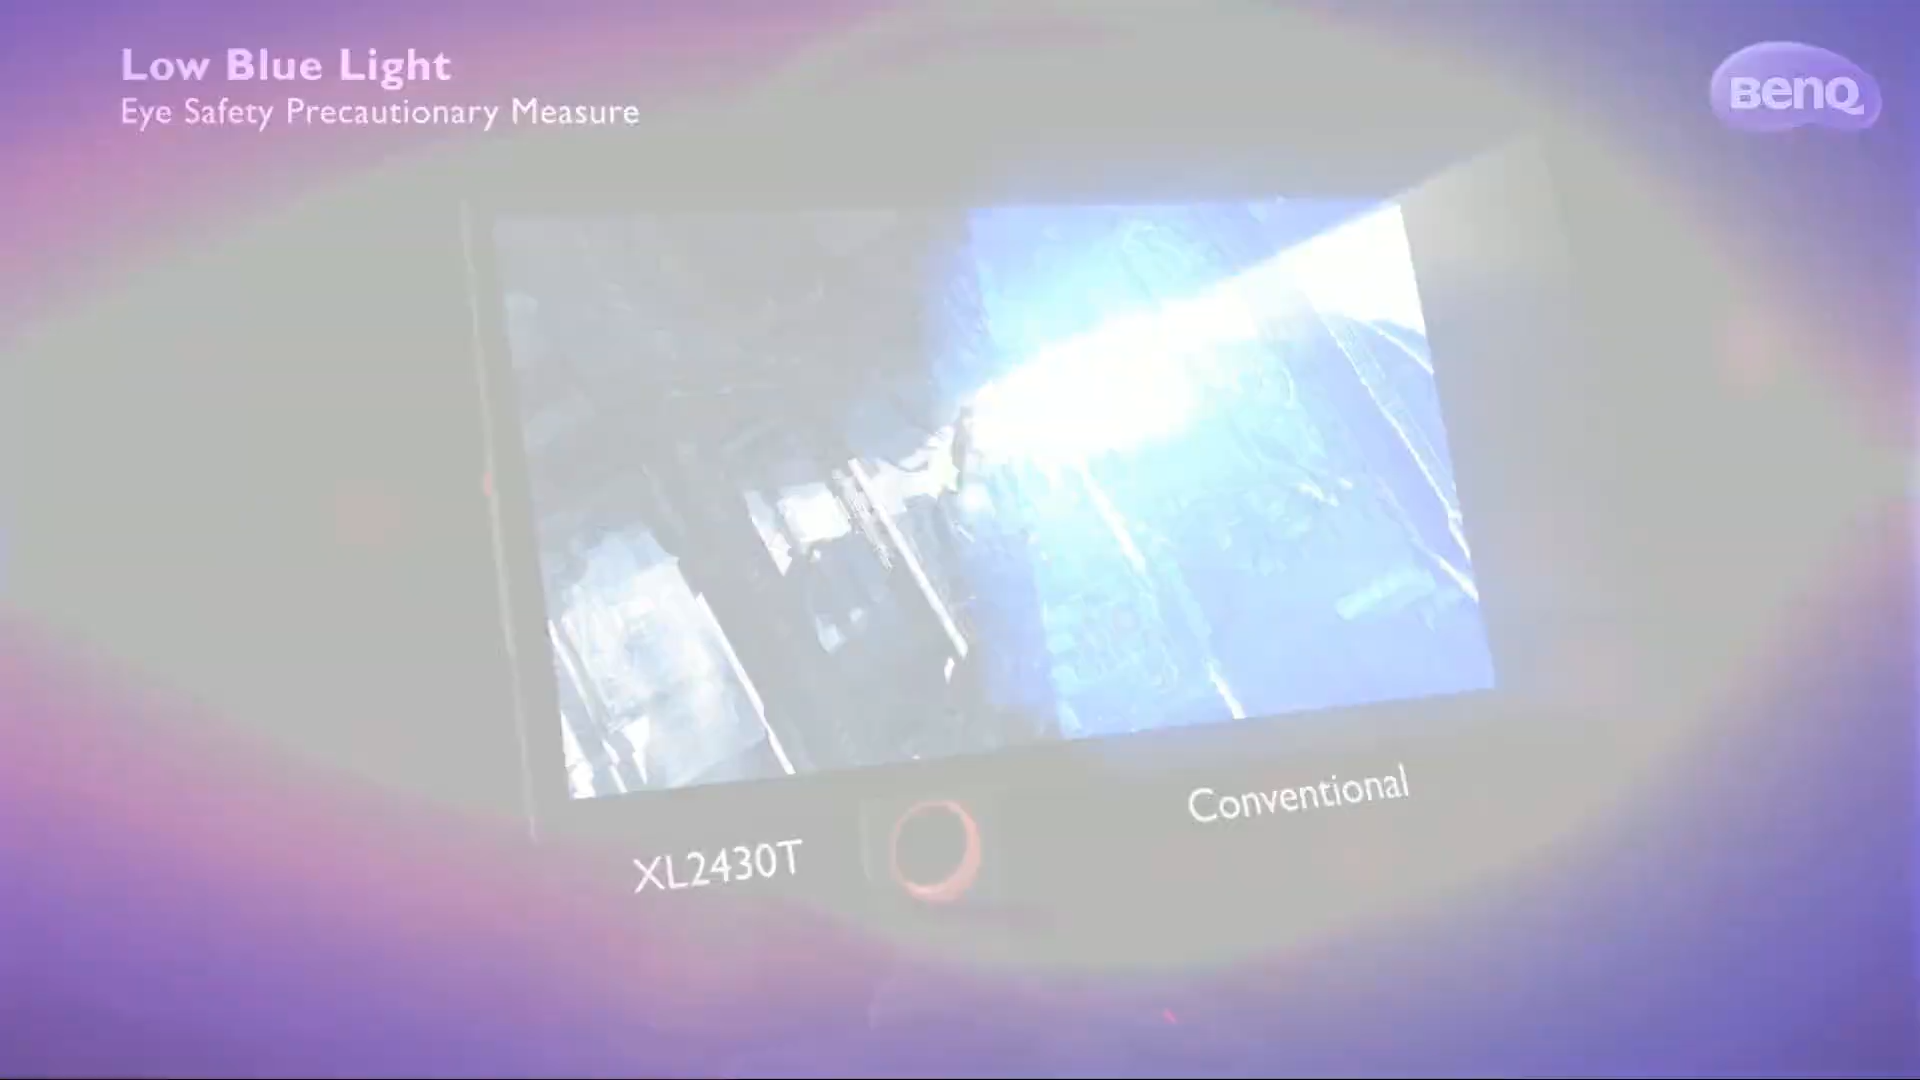 Low Blue Light
Eye Safety Precautionary Measure
BenQ
XL2430T
Conventional